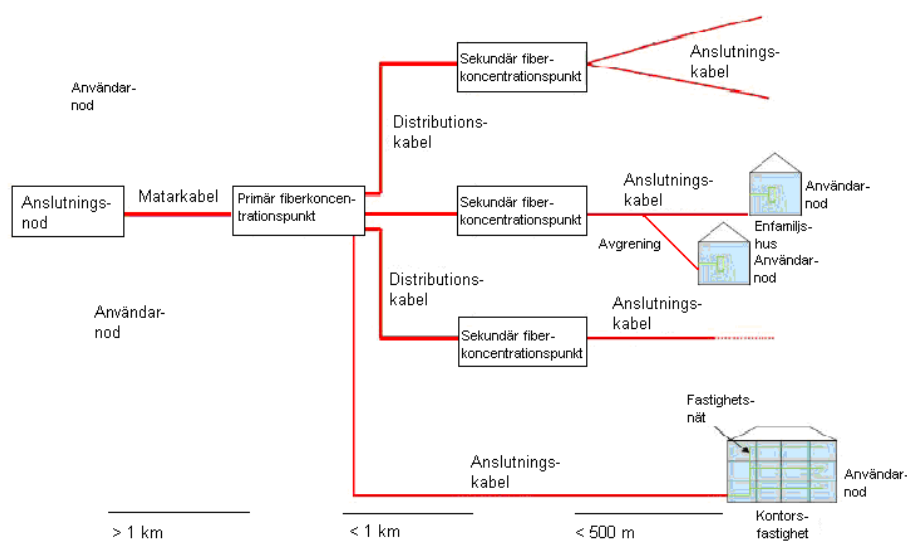 Användar-
nod
Anslutnings-
nod
Matarkabel
Användar-
nod
Primär fiberkoncen-
trationspunkt
Distributions-
kabel
Distributions-
kabel
Sekundär fiber-
koncentrationspunkt
Anslutnings-
kabel
Sekundär fiber-
koncentrationspunkt
Anslutnings-
kabel
Avgrening
Användar-
nod
Enfamiljs-
hus
Användar-
nod
Sekundär fiber-
koncentrationspunkt
Anslutnings-
kabel
Fastighets-
nät
Anslutnings-
kabel
Användar-
nod
Kontors-
fastighet
> 1 km
< 1 km
< 500 m